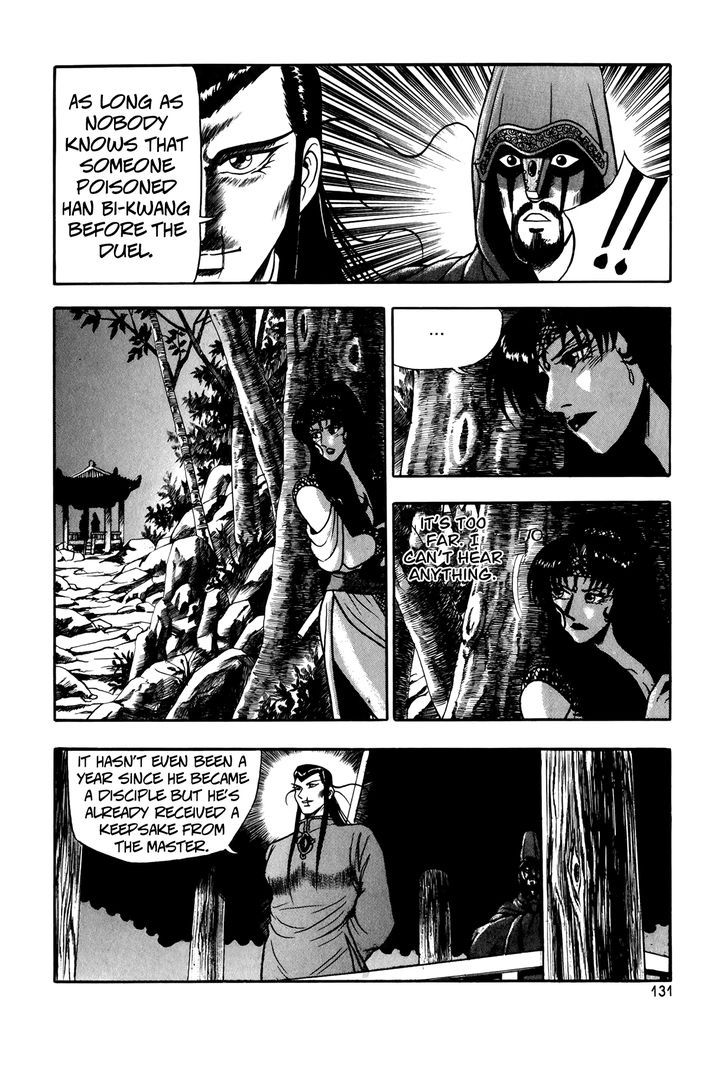 AS LONG AS
NOBODY
KNOWS THAT
SOMEONE
POISONED
HAN BI-KWANG
BEFORE THE
DUEL.
!!
...
IT'S TOO
FAR. I
CAN'T HEAR
ANYTHING.
IT HASN'T EVEN BEEN A
YEAR SINCE HE BECAME
A DISCIPLE BUT HE'S
ALREADY RECEIVED A
KEEPSAKE FROM
THE MASTER.
131